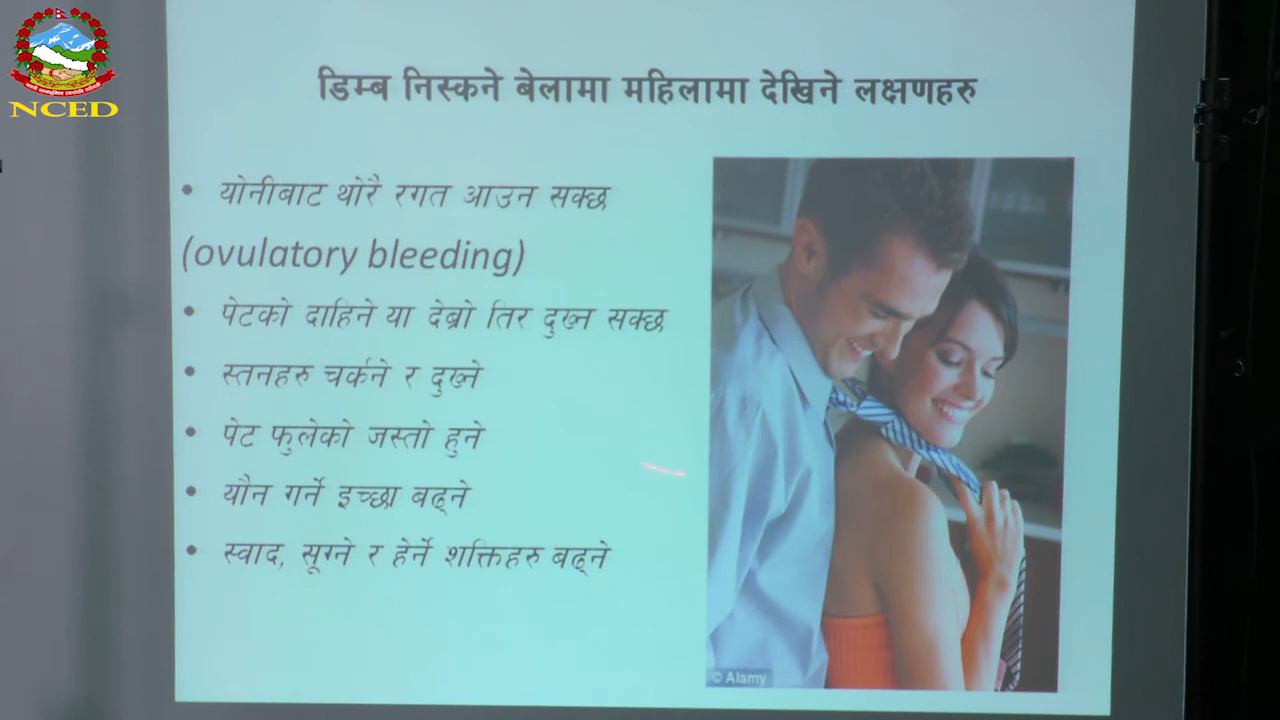 NCED
डिम्ब निस्कने बेलामा महिलामा देखिने लक्षणहरु
• योनीबाट थोरै रगत आउन सक्छ
(ovulatory bleeding)
• पेटको दाहिने या देब्रो तिर दुख्न सक्छ
• स्तनहरु चर्कने र दुख्ने
• पेट फुलेको जस्तो हुने
• यौन गर्ने इच्छा बढ्ने
• स्वाद, सूग्ने र हेर्ने शक्तिहरु बढ्ने
© Alamy